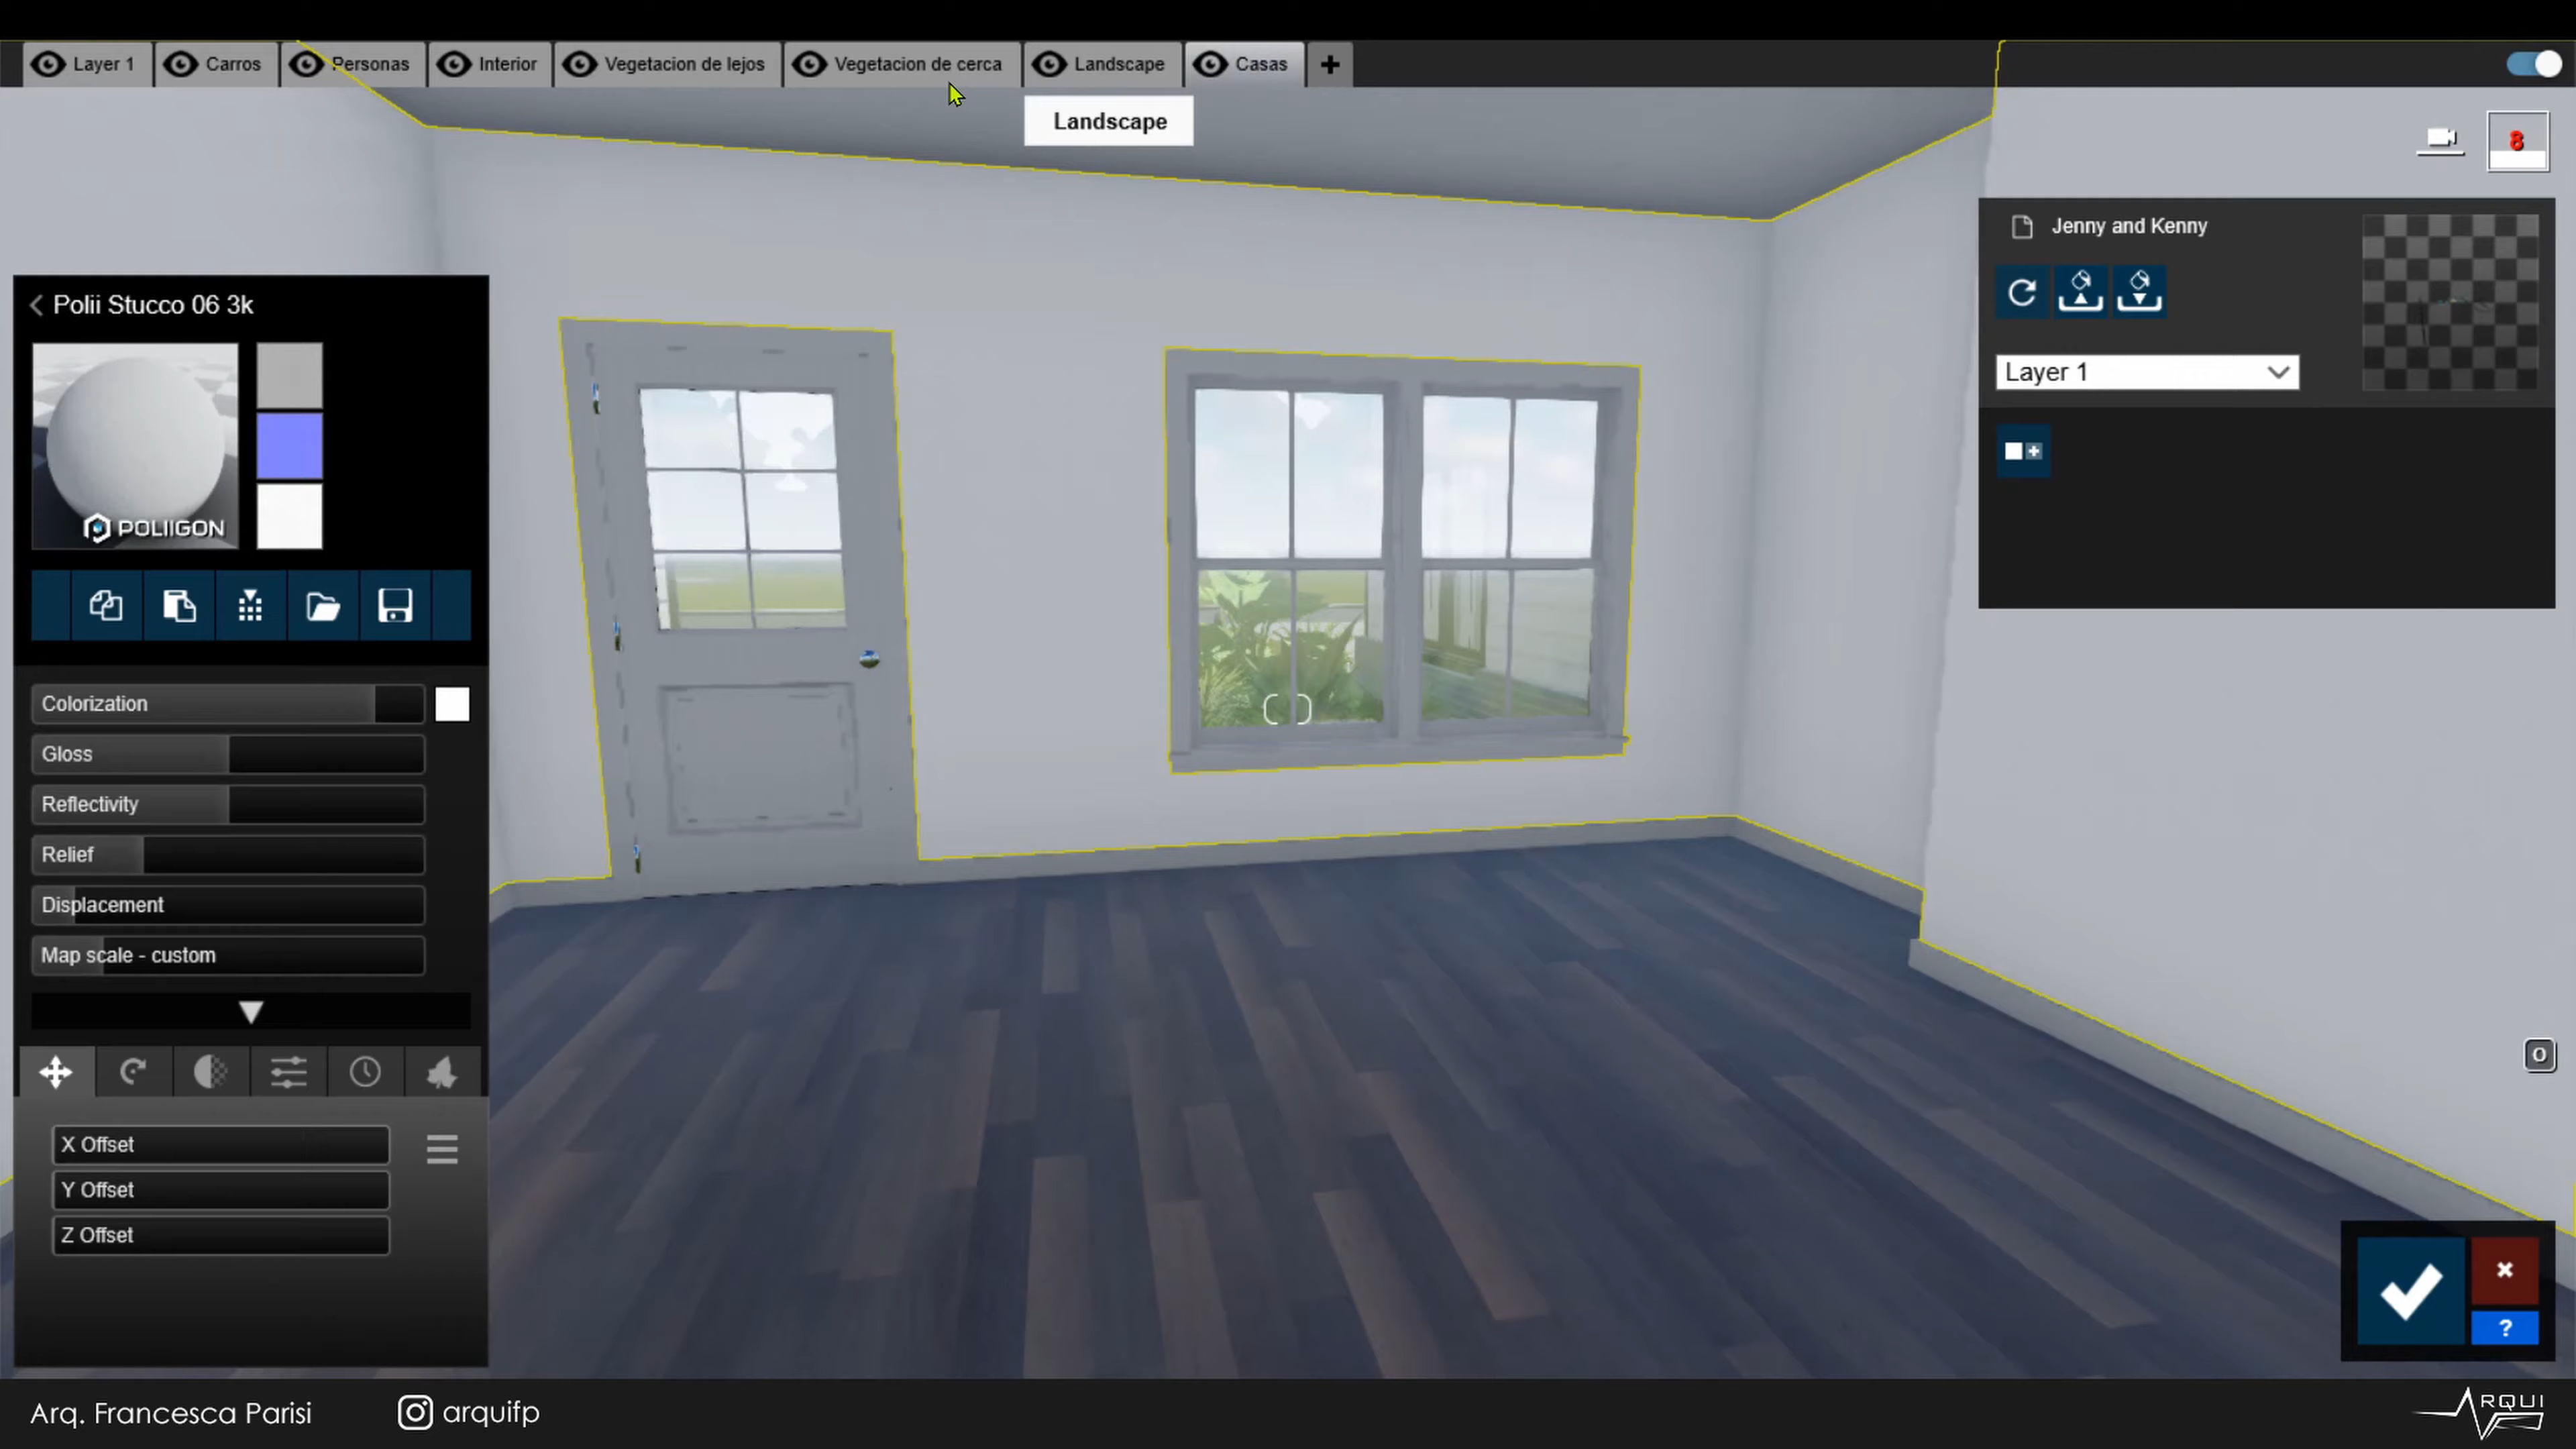 Layer 1
Carros
Personas
Interior
Vegetacion de lejos
Vegetacion de cerca
Landscape
Casas
Landscape
8
Jenny and Kenny
Layer 1
Polii Stucco 06 3k
POLIIGON
Colorization
Gloss
Reflectivity
Relief
Displacement
Map scale - custom
X Offset
Y Offset
Z Offset
O
?
Arq. Francesca Parisi
arquifp
ARQUI